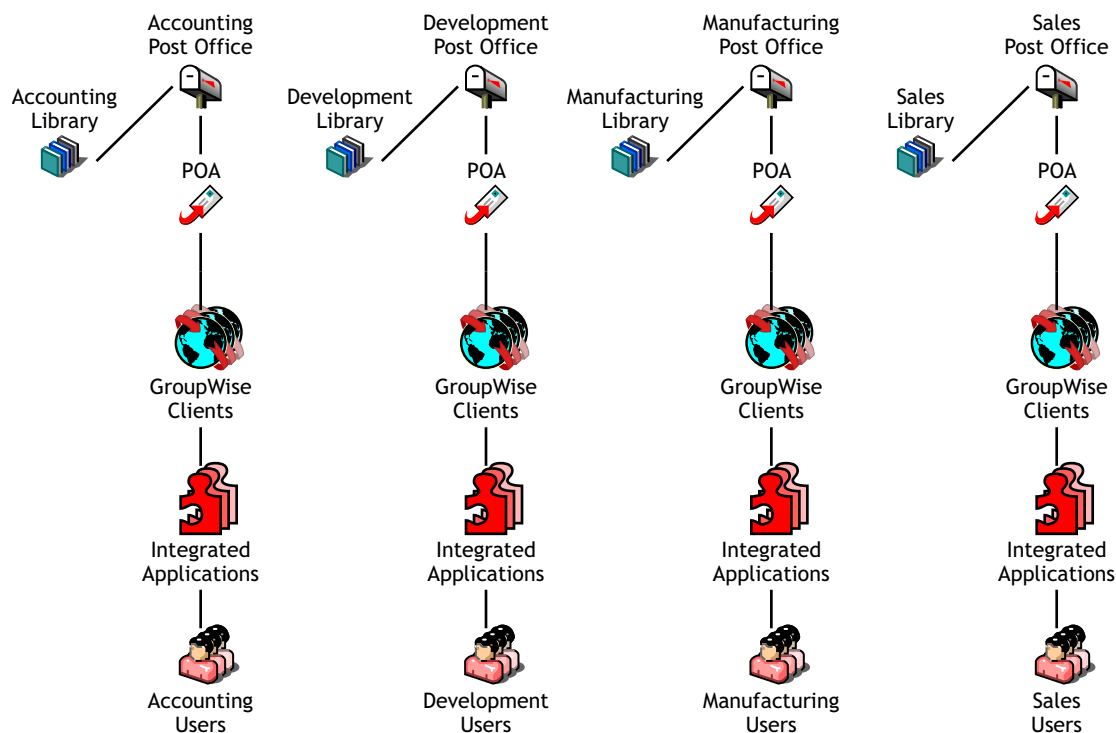 Accounting
Post Office
Development
Post Office
Manufacturing
Post Office
Sales
Post Office
Accounting
Library
Development
Library
Manufacturing
Library
Sales
Library
POA
POA
POA
POA
GroupWise
Clients
GroupWise
Clients
GroupWise
Clients
GroupWise
Clients
Integrated
Applications
Integrated
Applications
Integrated
Applications
Integrated
Applications
Accounting
Users
Development
Users
Manufacturing
Users
Sales
Users